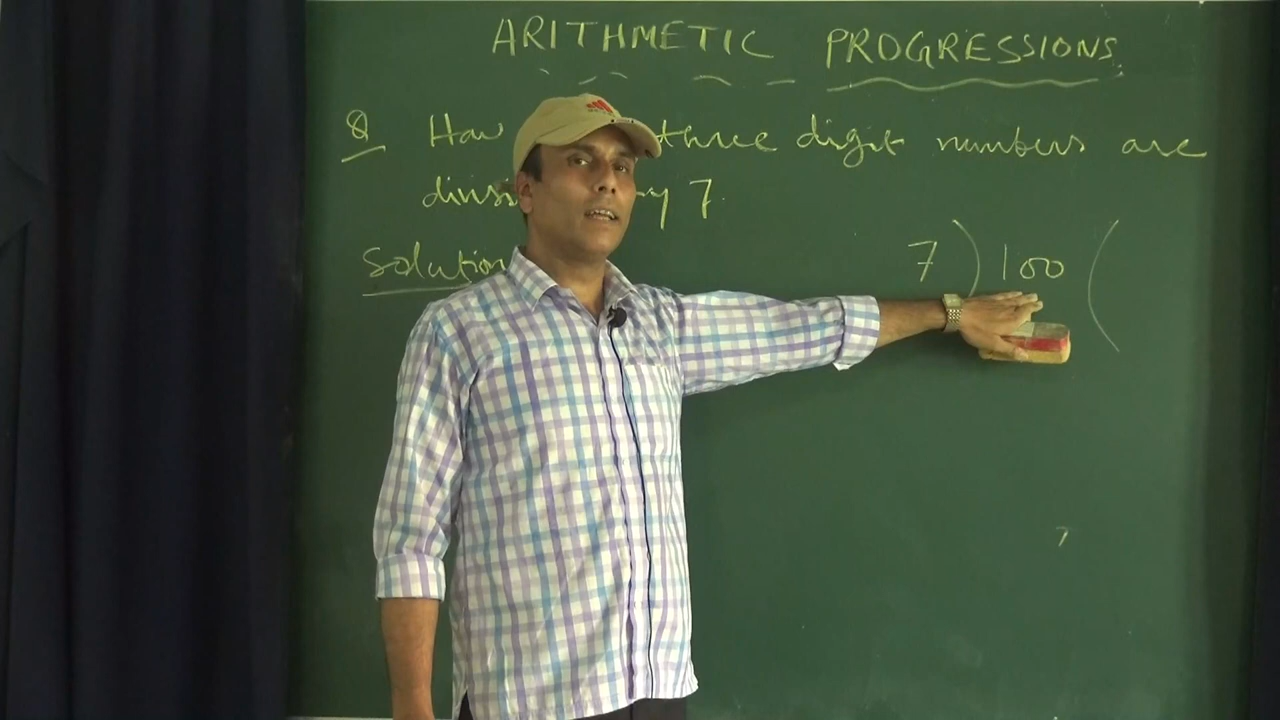 ARITHMETIC PROGRESSIONS
Q How three digit numbers are
7.
Solution
7 ) 100 (